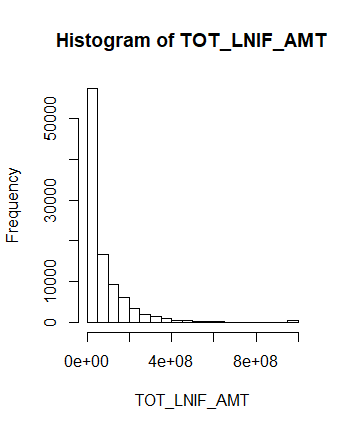 Histogram of TOT_LNIF_AMT
Frequency
50000
30000
10000
0
0e+00 4e+08 8e+08
TOT_LNIF_AMT